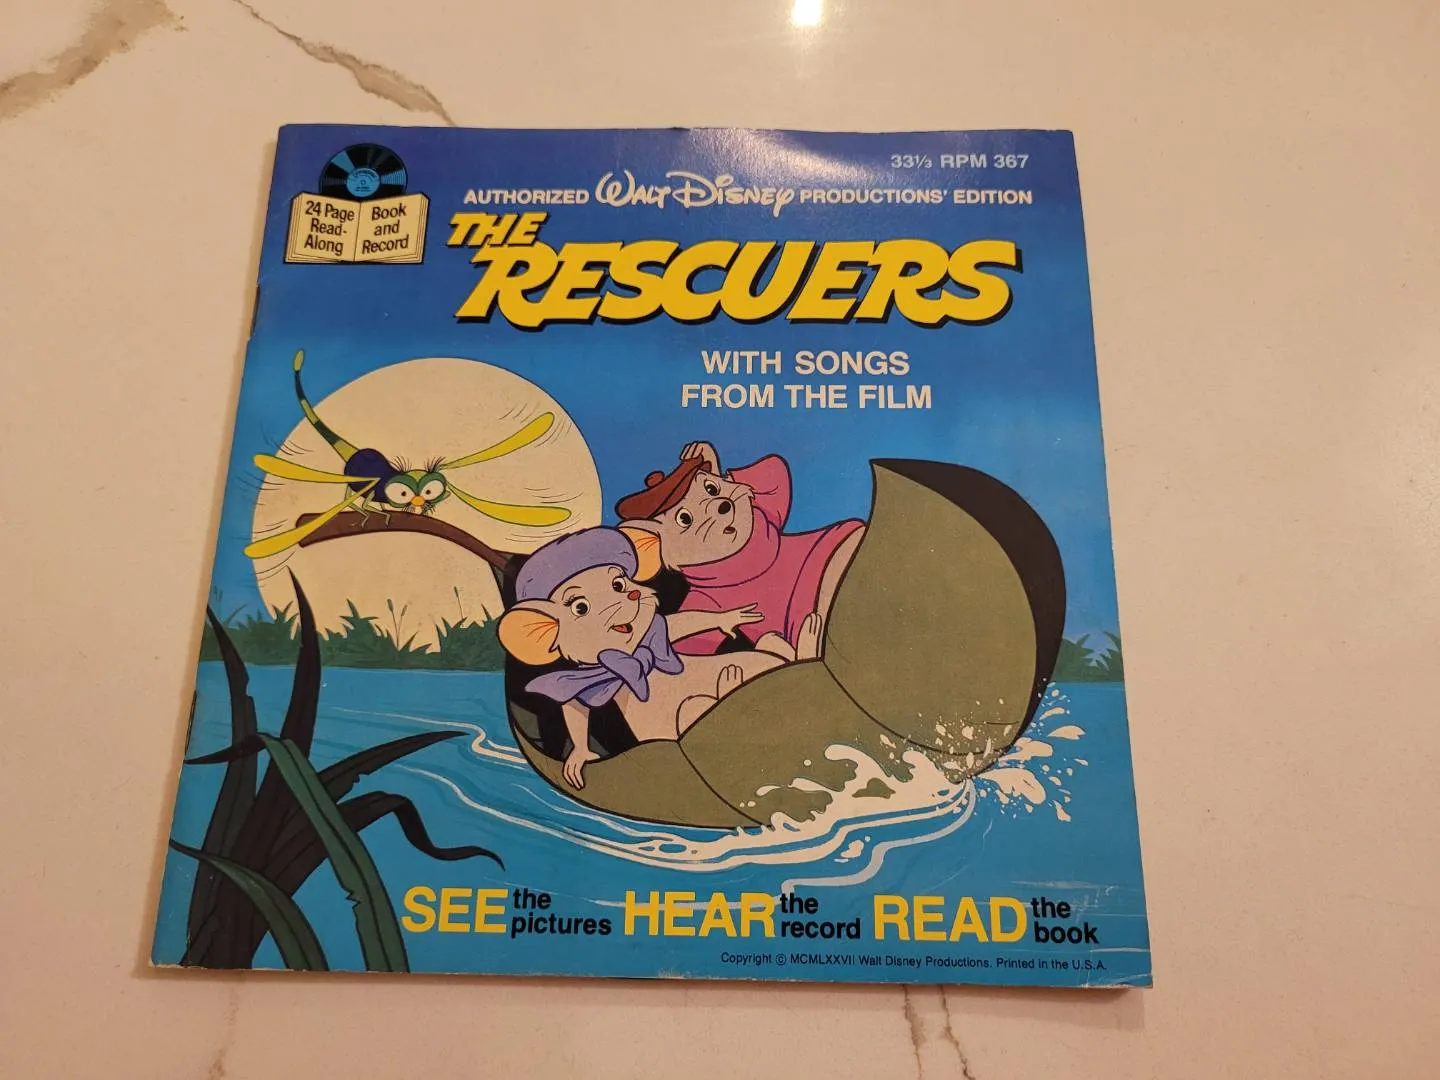 33⅓ RPM 367
AUTHORIZED WALT DISNEY PRODUCTIONS' EDITION
24 Page
Read-
Along
Book
and
Record
THE
RESCUERS
WITH SONGS
FROM THE FILM
SEE the pictures HEAR the record READ the book
Copyright © MCMLXXVII Walt Disney Productions. Printed in the U.S.A.